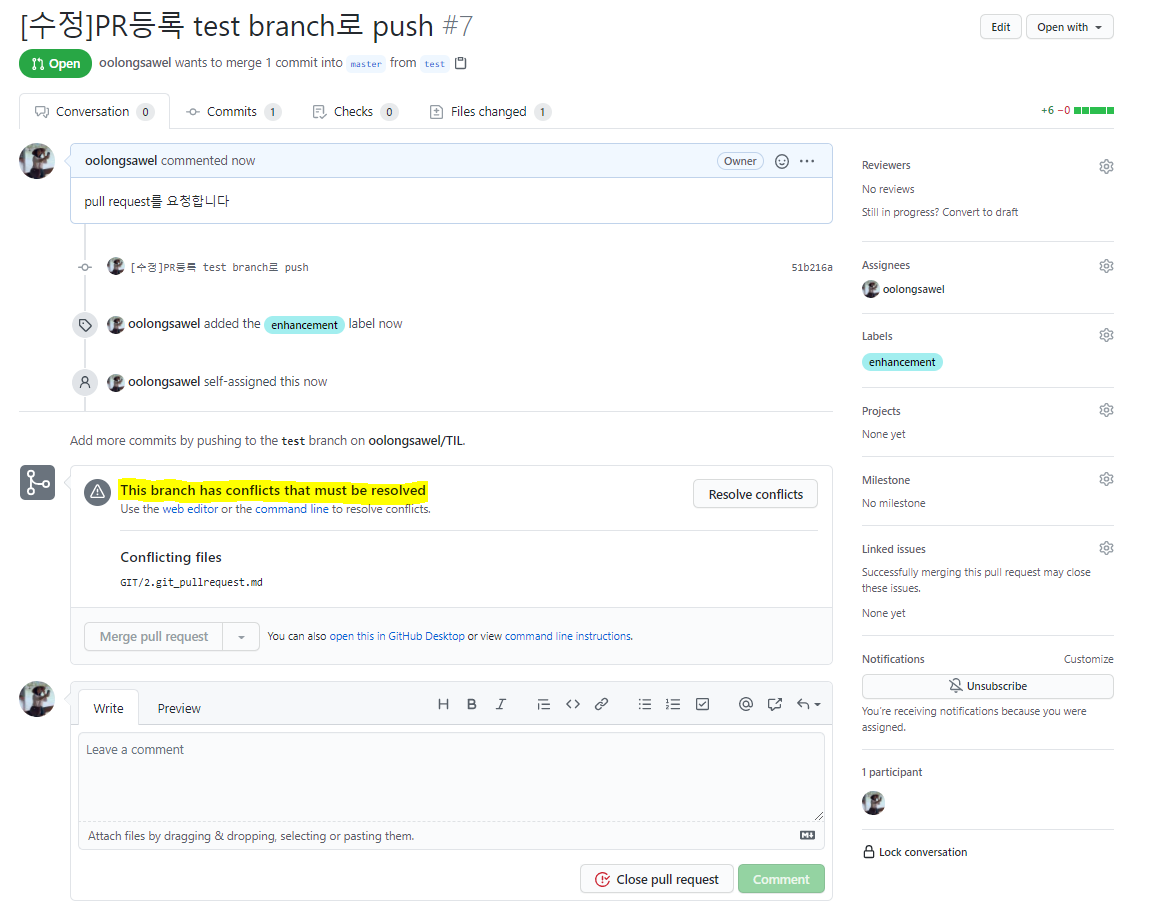 [수정]PR등록 test branch로 push #7
Edit
Open with
Open
oolongsawel wants to merge 1 commit into master from test
Conversation 0
Commits 1
Checks 0
Files changed 1
+6 −0
oolongsawel commented now
Owner
pull request를 요청합니다
[수정]PR등록 test branch로 push
51b216a
oolongsawel added the enhancement label now
oolongsawel self-assigned this now
Add more commits by pushing to the test branch on oolongsawel/TIL.
This branch has conflicts that must be resolved
Use the web editor or the command line to resolve conflicts.
Resolve conflicts
Conflicting files
GIT/2.git_pullrequest.md
Merge pull request
You can also open this in GitHub Desktop or view command line instructions.
Write
Preview
Leave a comment
Attach files by dragging & dropping, selecting or pasting them.
Close pull request
Comment
Reviewers
No reviews
Still in progress? Convert to draft
Assignees
oolongsawel
Labels
enhancement
Projects
None yet
Milestone
No milestone
Linked issues
Successfully merging this pull request may close
these issues.
None yet
Notifications
Customize
Unsubscribe
You're receiving notifications because you were
assigned.
1 participant
Lock conversation